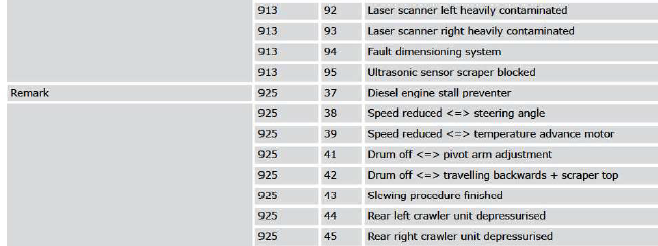 913 92 Laser scanner left heavily contaminated
913 93 Laser scanner right heavily contaminated
913 94 Fault dimensioning system
913 95 Ultrasonic sensor scraper blocked
Remark 925 37 Diesel engine stall preventer
925 38 Speed reduced <=> steering angle
925 39 Speed reduced <=> temperature advance motor
925 41 Drum off <=> pivot arm adjustment
925 42 Drum off <=> travelling backwards + scraper top
925 43 Slewing procedure finished
925 44 Rear left crawler unit depressurised
925 45 Rear right crawler unit depressurised